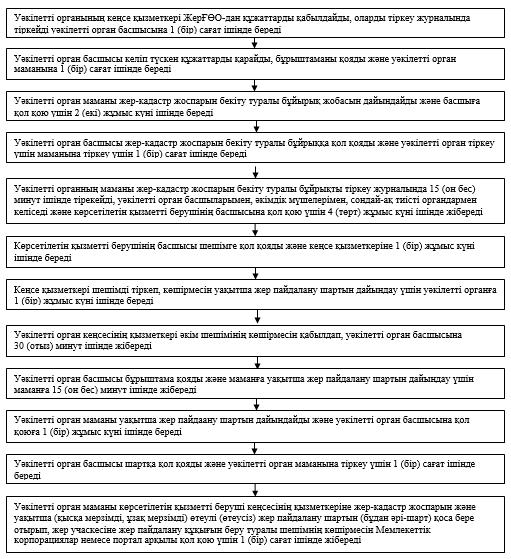 Уәкілетті органының кеңсе қызметкері ЖерҒӨО-дан құжаттарды қабылдайды, оларды тіркеу журналында
тіркейді уәкілетті орган басшысына 1 (бір) сағат ішінде береді
Уәкілетті орган басшысы келіп түскен құжаттарды қарайды, бұрыштаманы қояды және уәкілетті орган
маманына 1 (бір) сағат ішінде береді
Уәкілетті орган маманы жер-кадастр жоспарын бекіту туралы бұйырық жобасын дайындайды және басшыға
қол қою үшін 2 (екі) жұмыс күні ішінде береді
Уәкілетті орган басшысы жер-кадастр жоспарын бекіту туралы бұйрыққа қол қояды және уәкілетті орган тіркеу
үшін маманына тіркеу үшін 1 (бір) сағат ішінде береді
Уәкілетті органның маманы жер-кадастр жоспарын бекіту туралы бұйрықты тіркеу журналында 15 (он бес)
минут ішінде тірекейді, уәкілетті орган басшыларымен, әкімдік мүшелерімен, сондай-ақ тиісті органдармен
келіседі және көрсетілетін қызметті берушінің басшысына қол қою үшін 4 (төрт) жұмыс күні ішінде жібереді
Көрсетілетін қызметті берушінің басшысы шешімге қол қояды және кеңсе қызметкеріне 1 (бір) жұмыс күні
ішінде береді
Кеңсе қызметкері шешімді тіркеп, көшірмесін уақытша жер пайдалану шартын дайындау үшін уәкілетті органға
1 (бір) жұмыс күні ішінде береді
Уәкілетті орган кеңсесінің қызметкері әкім шешімінің көшірмесін қабылдап, уәкілетті орган басшысына
30 (отыз) минут ішінде жібереді
Уәкілетті орган басшысы бұрыштама қояды және маманға уақытша жер пайдалану шартын дайындау үшін
маманға 15 (он бес) минут ішінде жібереді
Уәкілетті орган маманы уақытша жер пайдаану шартын дайындайды және уәкілетті орган басшысына қол
қоюға 1 (бір) жұмыс күні ішінде береді
Уәкілетті орган басшысы шартқа қол қояды және уәкілетті орган маманына тіркеу үшін 1 (бір) сағат ішінде
береді
Уәкілетті орган маманы көрсетілетін қызметті беруші кеңсесінің қызметкеріне жер-кадастр жоспарын және
уақытша (қысқа мерзімді, ұзақ мерзімді) өтеулі (өтеусіз) жер пайдалану шартын (бұдан әрі-шарт) қоса бере
отырып, жер учаскесіне жер пайдалану құқығын беру туралы шешімнің көшірмесін Мемлекеттік
корпорациялар немесе портал арқылы қол қою үшін 1 (бір) сағат ішінде жібереді